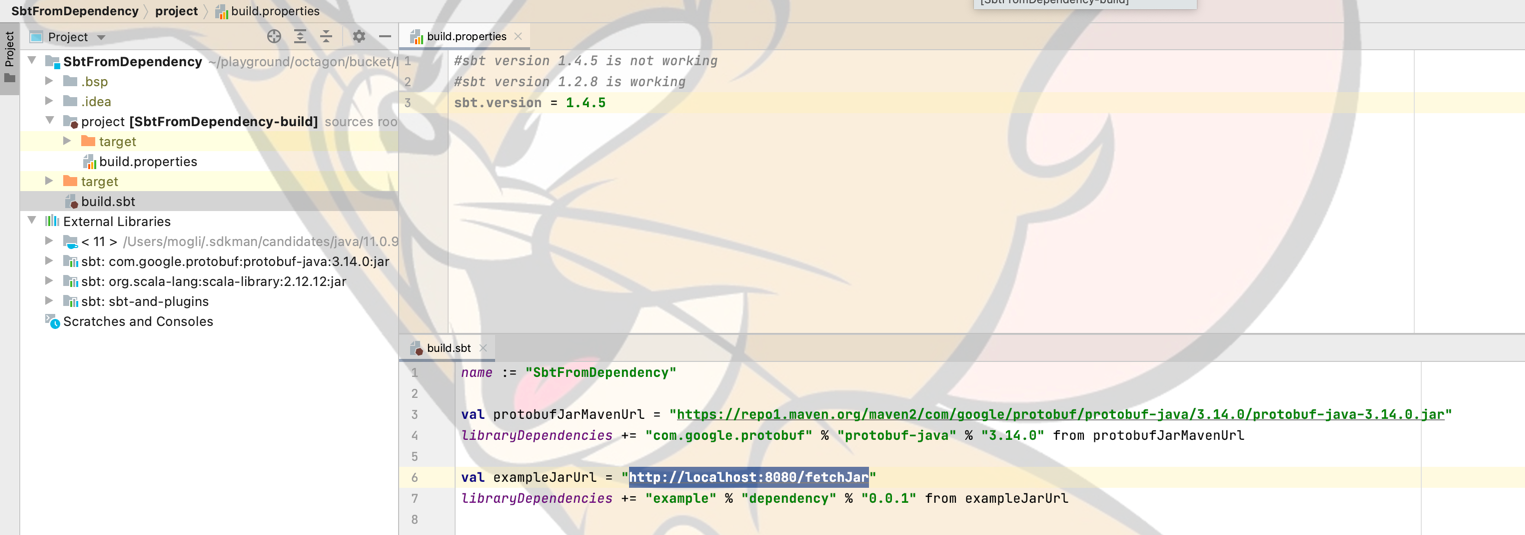 SbtFromDependency 〉 project 〉 build.properties
[SbtFromDependency-build]
Project
Project
build.properties
SbtFromDependency ~/playground/octagon/bucket/
.bsp
.idea
project [SbtFromDependency-build] sources roo
target
build.properties
target
build.sbt
External Libraries
< 11 > /Users/mogli/.sdkman/candidates/java/11.0.9
sbt: com.google.protobuf:protobuf-java:3.14.0:jar
sbt: org.scala-lang:scala-library:2.12.12:jar
sbt: sbt-and-plugins
Scratches and Consoles
1 #sbt version 1.4.5 is not working
2 #sbt version 1.2.8 is working
3 sbt.version = 1.4.5
build.sbt
1 name := "SbtFromDependency"
2
3 val protobufJarMavenUrl = "https://repo1.maven.org/maven2/com/google/protobuf/protobuf-java/3.14.0/protobuf-java-3.14.0.jar"
4 libraryDependencies += "com.google.protobuf" % "protobuf-java" % "3.14.0" from protobufJarMavenUrl
5
6 val exampleJarUrl = "http://localhost:8080/fetchJar"
7 libraryDependencies += "example" % "dependency" % "0.0.1" from exampleJarUrl
8